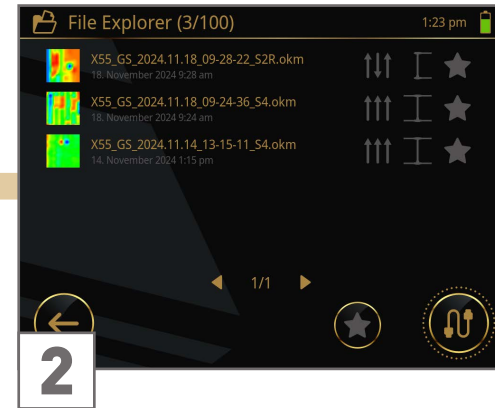 File Explorer (3/100) 1:23 pm
X55_GS_2024.11.18_09-28-22_S2R.okm
18. November 2024 9:28 am
X55_GS_2024.11.18_09-24-36_S4.okm
18. November 2024 9:24 am
X55_GS_2024.11.14_13-15-11_S4.okm
14. November 2024 1:15 pm
1/1
2